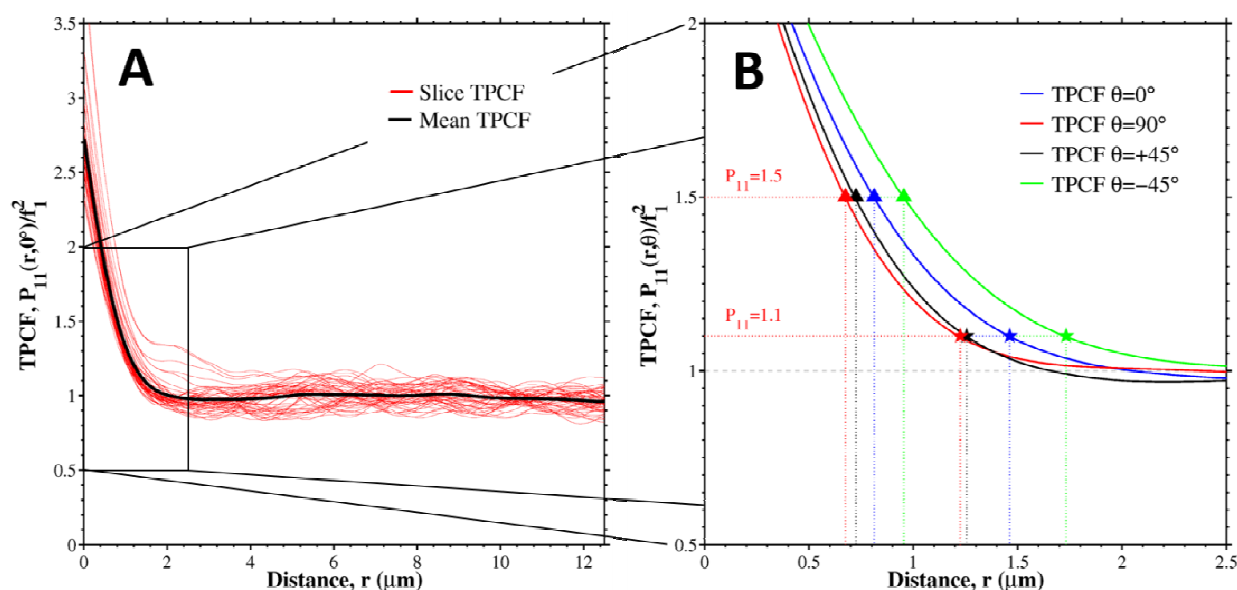 A
Slice TPCF
Mean TPCF
TPCF, P₁₁(r,0°)/f₁²
3.5
3
2.5
2
1.5
1
0.5
0
0 2 4 6 8 10 12
Distance, r (μm)
B
TPCF θ=0°
TPCF θ=90°
TPCF θ=+45°
TPCF θ=−45°
P₁₁=1.5
P₁₁=1.1
TPCF, P₁₁(r,θ)/f₁²
2
1.5
1
0.5
0.5 1 1.5 2 2.5
Distance, r (μm)